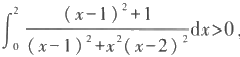 ∫₀² ((x-1)²+1)/((x-1)²+x²(x-2)²) dx>0,